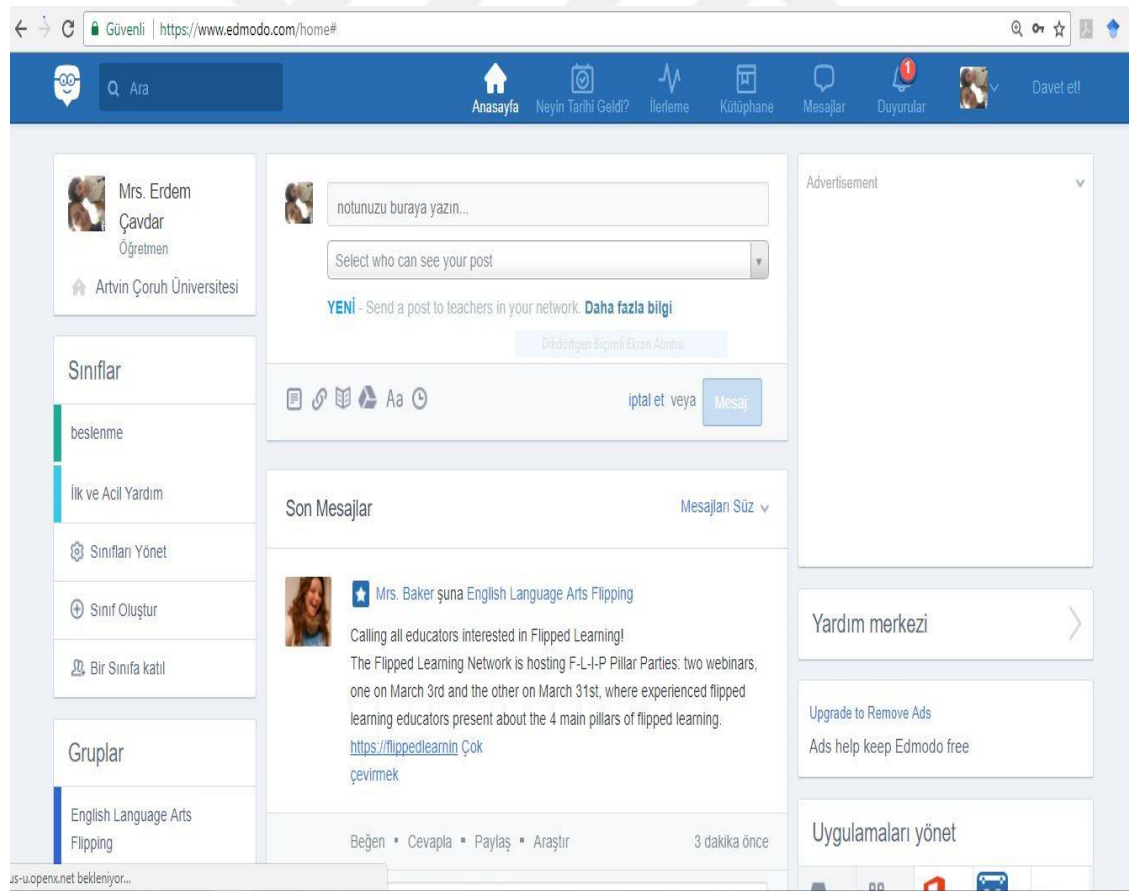 Güvenli | https://www.edmodo.com/home#
Ara
Anasayfa
Neyin Tarihi Geldi?
İlerleme
Kütüphane
Mesajlar
1
Duyurular
Davet et!
Mrs. Erdem
Çavdar
Öğretmen
Artvin Çoruh Üniversitesi
Sınıflar
beslenme
İlk ve Acil Yardım
Sınıfları Yönet
Sınıf Oluştur
Bir Sınıfa katıl
Gruplar
English Language Arts
Flipping
us-u.openx.net bekleniyor...
notunuzu buraya yazın...
Select who can see your post
YENİ - Send a post to teachers in your network. Daha fazla bilgi
Dikdörtgen Biçimli Ekran Alıntısı
Aa
iptal et veya Mesaj:
Son Mesajlar
Mesajları Süz
Mrs. Baker şuna English Language Arts Flipping
Calling all educators interested in Flipped Learning!
The Flipped Learning Network is hosting F-L-I-P Pillar Parties: two webinars,
one on March 3rd and the other on March 31st, where experienced flipped
learning educators present about the 4 main pillars of flipped learning.
https://flippedlearnin Çok
çevirmek
Beğen • Cevapla • Paylaş • Araştır
3 dakika önce
Advertisement
Yardım merkezi
Upgrade to Remove Ads
Ads help keep Edmodo free
Uygulamaları yönet